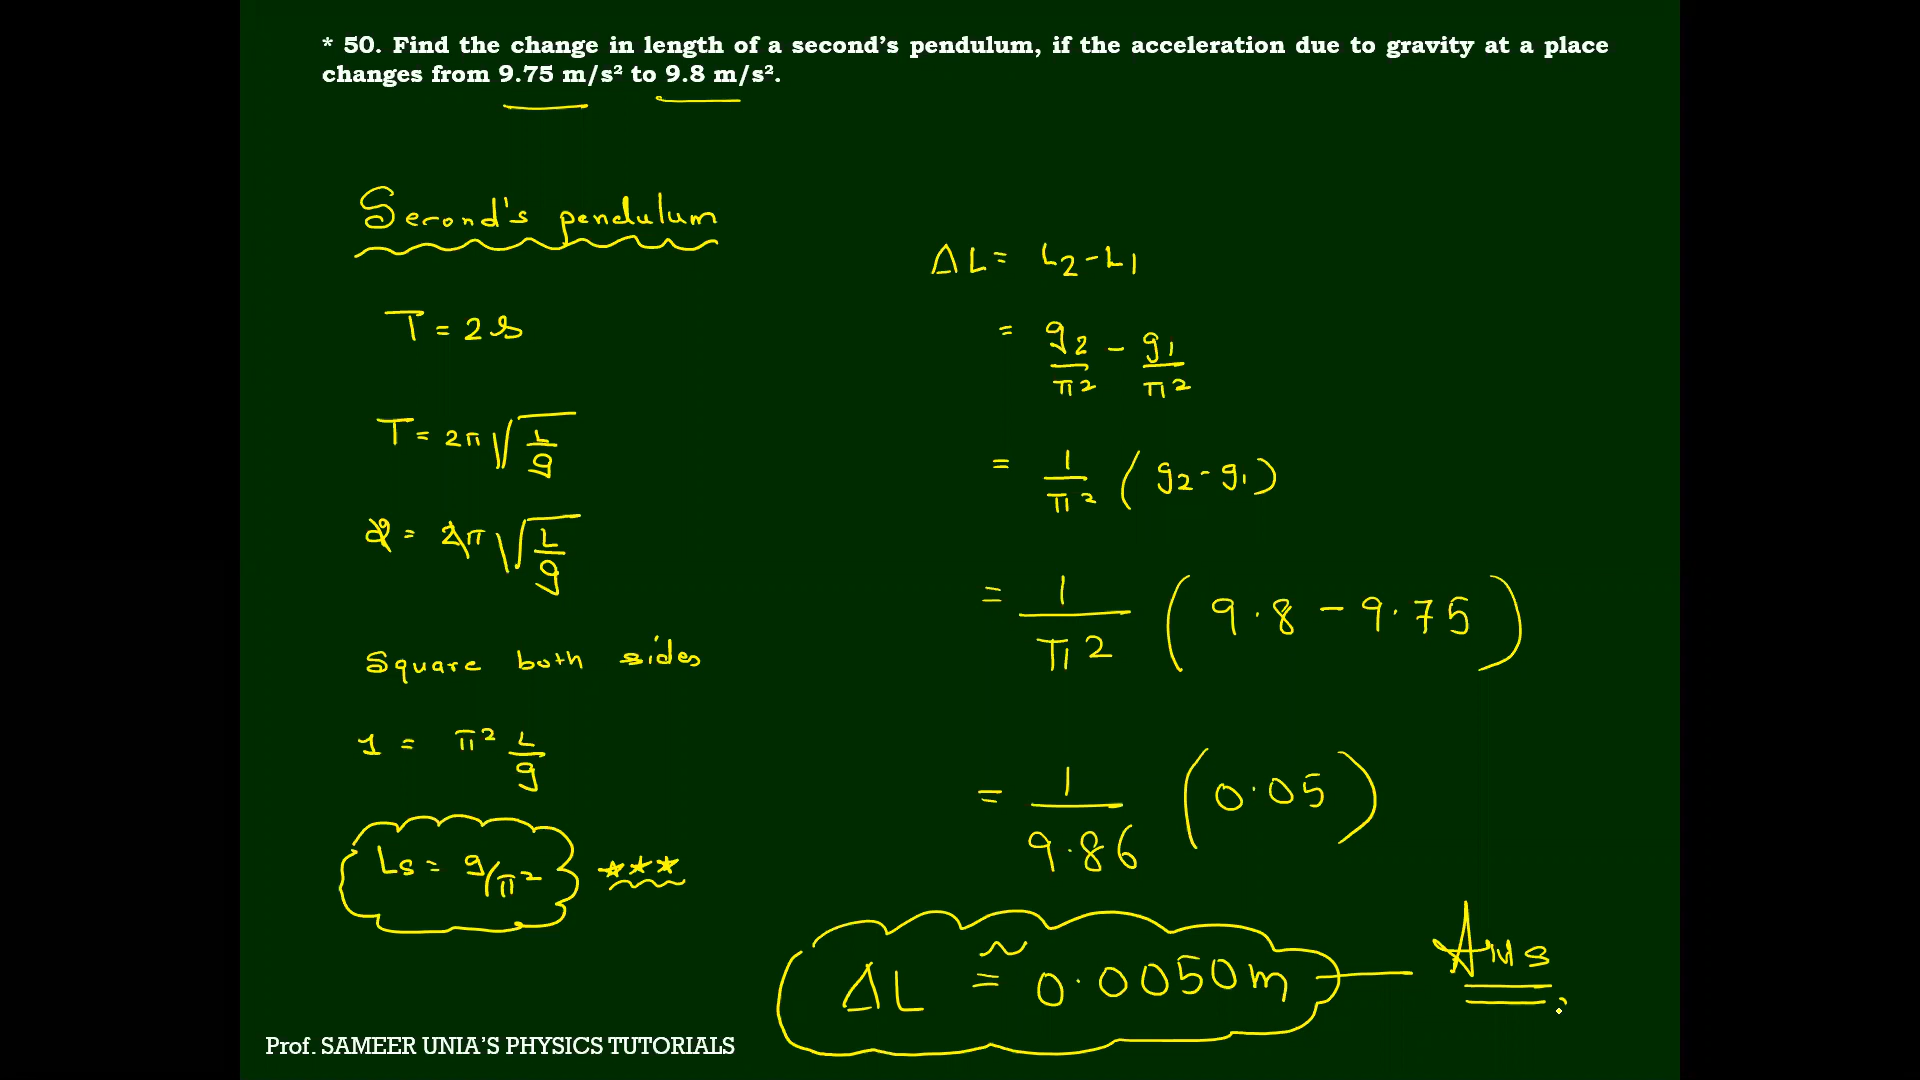 * 50. Find the change in length of a second’s pendulum, if the acceleration due to gravity at a place
changes from 9.75 m/s² to 9.8 m/s².
Second's pendulum
T = 2s
T = 2π√(L/g)
2 = 2π√(L/g)
Square both sides
1 = π² L/g
Ls = g/π² ***
ΔL = L2 - L1
= g2/π² - g1/π²
= 1/π² (g2 - g1)
= 1/π² (9.8 - 9.75)
= 1/9.86 (0.05)
ΔL ≅ 0.0050m — Ans
Prof. SAMEER UNIA’S PHYSICS TUTORIALS